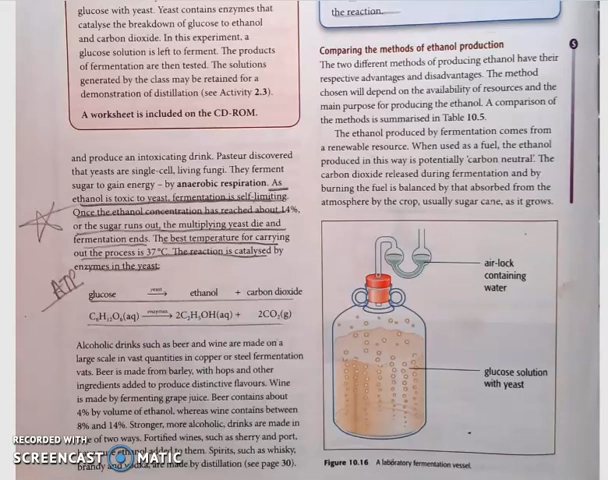 glucose with yeast. Yeast contains enzymes that
catalyse the breakdown of glucose to ethanol
and carbon dioxide. In this experiment, a
glucose solution is left to ferment. The products
of fermentation are then tested. The solutions
generated by the class may be retained for a
demonstration of distillation (see Activity 2.3).
A worksheet is included on the CD-ROM.
and produce an intoxicating drink. Pasteur discovered
that yeasts are single-cell, living fungi. They ferment
sugar to gain energy – by anaerobic respiration. As
ethanol is toxic to yeast, fermentation is self-limiting.
Once the ethanol concentration has reached about 14%,
or the sugar runs out, the multiplying yeast die and
fermentation ends. The best temperature for carrying
out the process is 37°C. The reaction is catalysed by
enzymes in the yeast:
glucose yeast ethanol + carbon dioxide
C₆H₁₂O₆(aq) enzymes 2C₂H₅OH(aq) + 2CO₂(g)
Alcoholic drinks such as beer and wine are made on a
large scale in vast quantities in copper or steel fermentation
vats. Beer is made from barley, with hops and other
ingredients added to produce distinctive flavours. Wine
is made by fermenting grape juice. Beer contains about
4% by volume of ethanol, whereas wine contains between
8% and 14%. Stronger, more alcoholic, drinks are made in
of two ways. Fortified wines, such as sherry and port,
ethanol added to them. Spirits, such as whisky,
brandy and vodka, are made by distillation (see page 30).
RECORDED WITH
SCREENCAST MATIC
the reaction.
Comparing the methods of ethanol production
The two different methods of producing ethanol have their
respective advantages and disadvantages. The method
chosen will depend on the availability of resources and the
main purpose for producing the ethanol. A comparison of
the methods is summarised in Table 10.5.
The ethanol produced by fermentation comes from
a renewable resource. When used as a fuel, the ethanol
produced in this way is potentially 'carbon neutral'. The
carbon dioxide released during fermentation and by
burning the fuel is balanced by that absorbed from the
atmosphere by the crop, usually sugar cane, as it grows.
S
air-lock
containing
water
glucose solution
with yeast
Figure 10.16 A laboratory fermentation vessel.